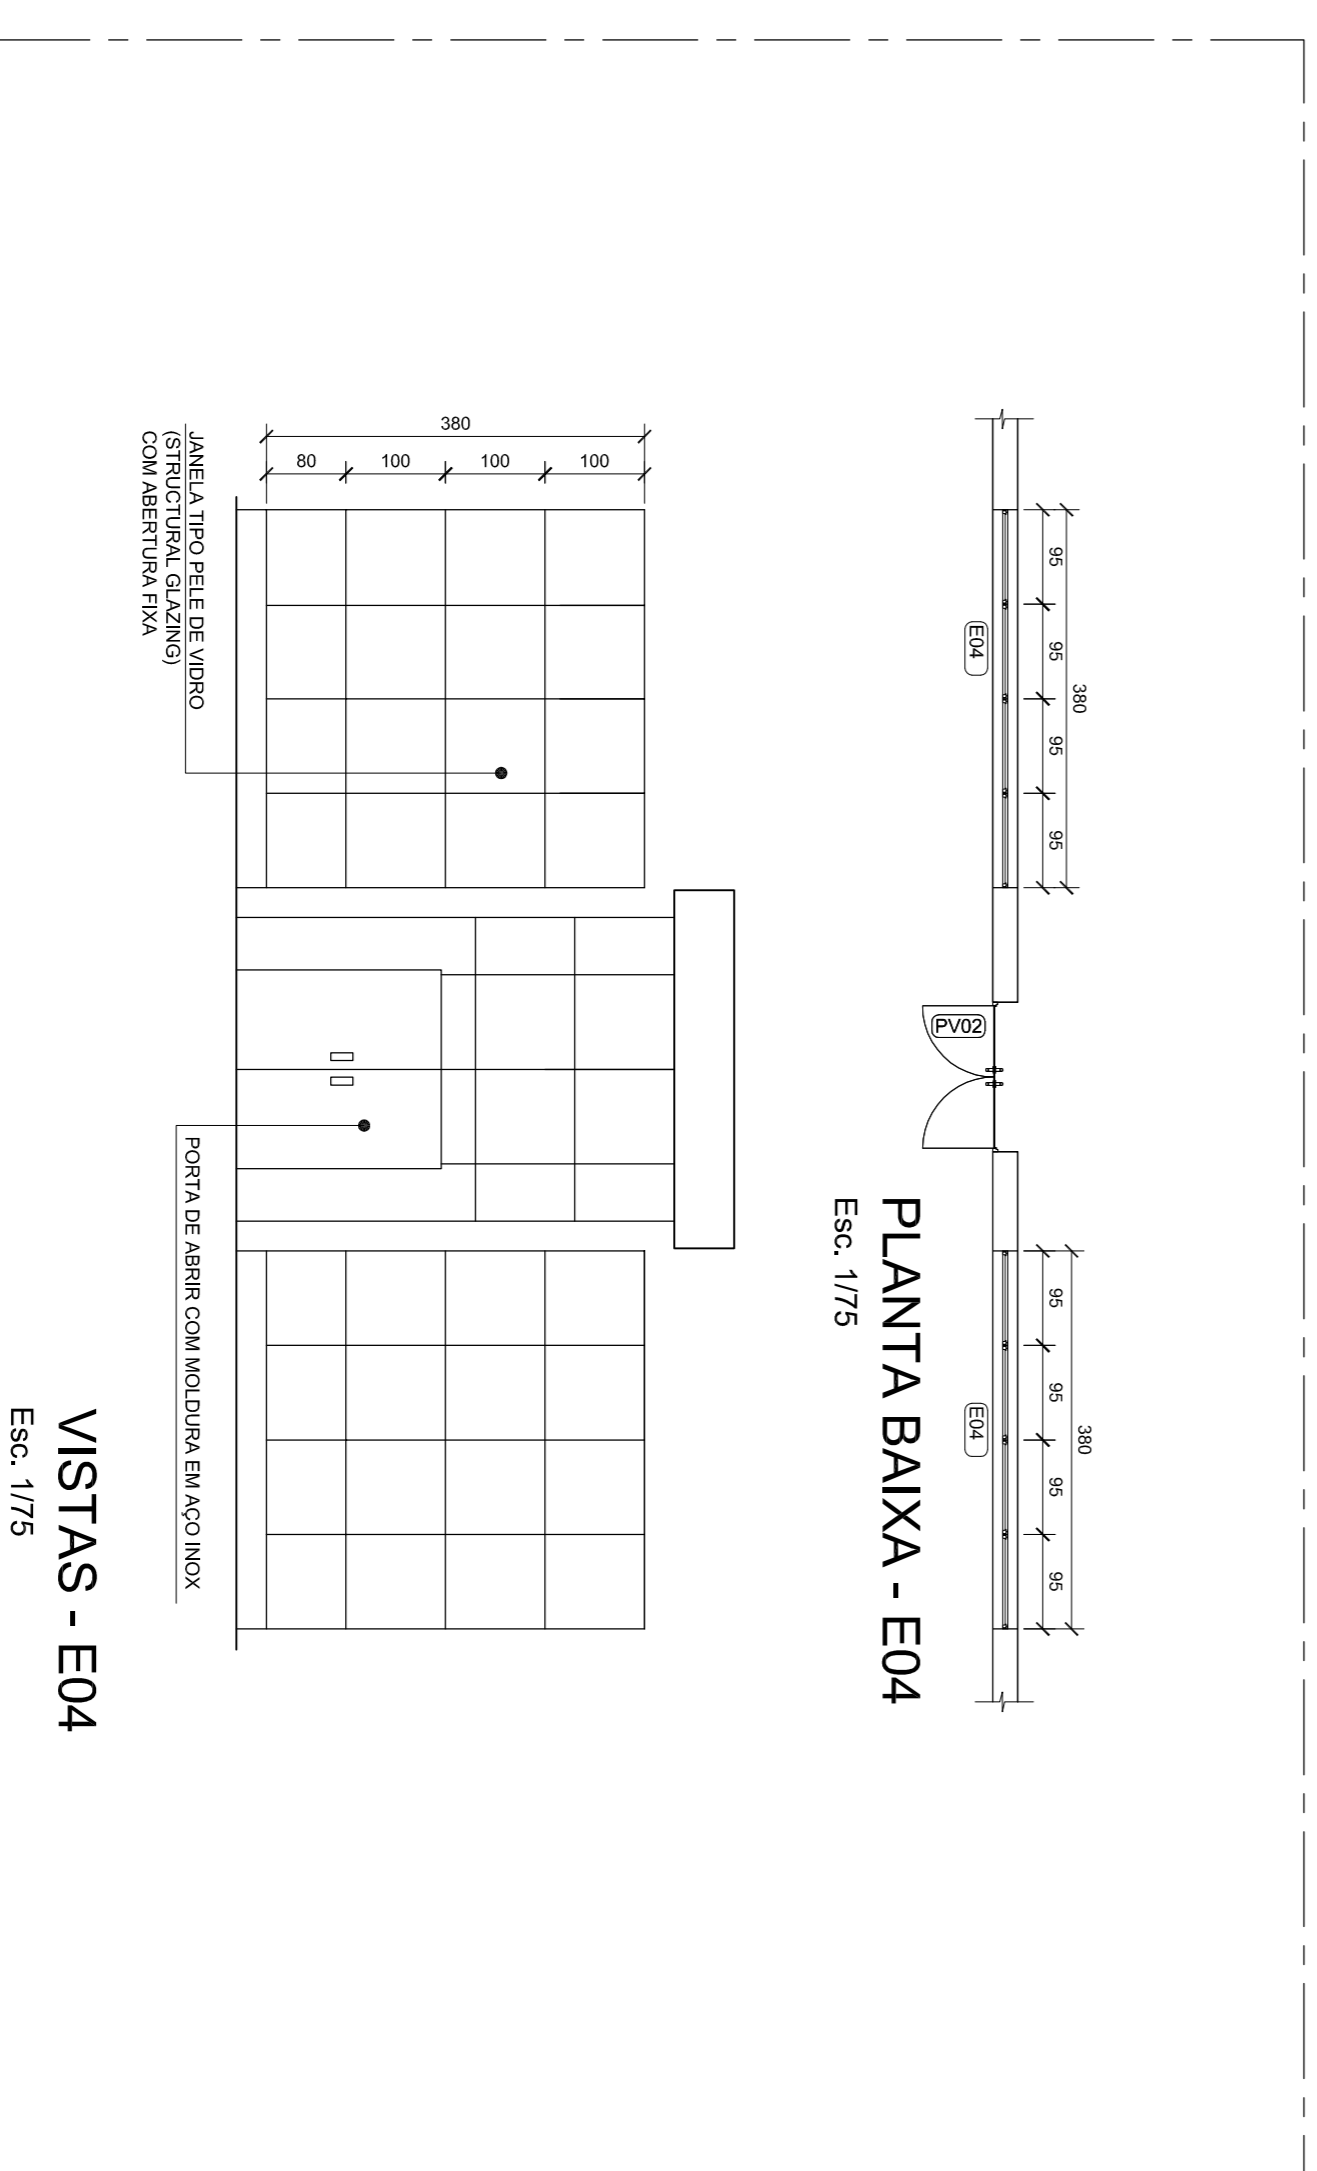 380
95
95
95
95
E04
PV02
380
95
95
95
95
E04
PLANTA BAIXA - E04
Esc. 1/75
380
100
100
100
80
JANELA TIPO PELE DE VIDRO
(STRUCTURAL GLAZING)
COM ABERTURA FIXA
PORTA DE ABRIR COM MOLDURA EM AÇO INOX
VISTAS - E04
Esc. 1/75